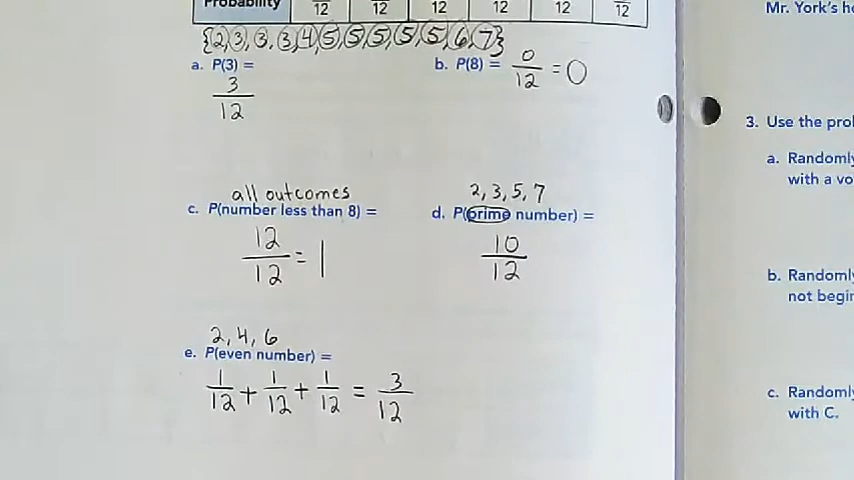 Probability 12 12 12 12 12 12
{2,3,3,3,4,5,5,5,5,5,6,7}
a. P(3) =
3/12
b. P(8) = 0/12 = 0
all outcomes
c. P(number less than 8) =
12/12 = 1
2, 3, 5, 7
d. P(prime number) =
10/12
2, 4, 6
e. P(even number) =
1/12 + 1/12 + 1/12 = 3/12
Mr. York's
3. Use the
a. Randomly
with a
b. Randomly
not
c. Randomly
with C.